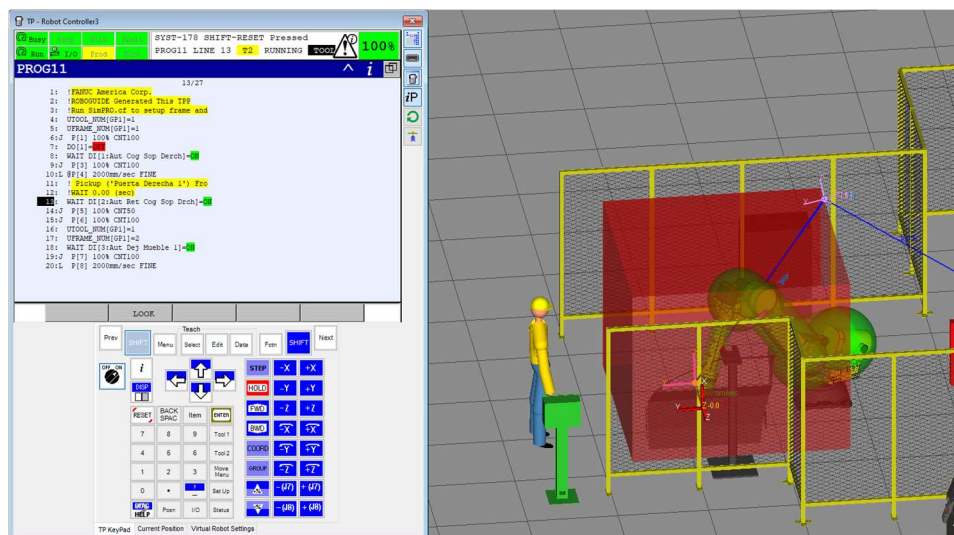 TP - Robot Controller3
Busy
Run I/O Prod
SYST-178 SHIFT-RESET Pressed
PROG11 LINE 13 T2 RUNNING TOOL
100%
PROG11
13/27
1: !FANUC America Corp.
2: !ROBOGUIDE Generated This TPP
3: !Run SimPRO.cf to setup frame and
4: UTOOL_NUM[GP1]=1
5: UFRAME_NUM[GP1]=1
6:J P[1] 100% CNT100
7: DO[1]=OFF
8: WAIT DI[1:Aut Cog Sop Derch]=ON
9:J P[3] 100% CNT100
10:L @P[4] 2000mm/sec FINE
11: ! Pickup ('Puerta Derecha 1') Fro
12: !WAIT 0.00 (sec)
13: WAIT DI[2:Aut Ret Cog Sop Drch]=ON
14:J P[5] 100% CNT50
15:J P[6] 100% CNT100
16: UTOOL_NUM[GP1]=1
17: UFRAME_NUM[GP1]=2
18: WAIT DI[3:Aut Dej Mueble 1]=ON
19:J P[7] 100% CNT100
20:L P[8] 2000mm/sec FINE
LOOK
Teach
Prev SHIFT Menu Select Edit Data Fctn SHIFT Next
OFF ON i STEP -X +X
DISP HOLD -Y +Y
RESET BACK SPAC Item ENTER FWD -Z +Z
7 8 9 Tool 1 BWD -X +X
4 5 6 Tool 2 COORD -Y +Y
1 2 3 Move Menu GROUP -Z +Z
0 . , - Set Up -(J7) +(J7)
DIAG HELP Posn I/O Status -(J8) +(J8)
TP KeyPad Current Position Virtual Robot Settings
iP
X
Y
Z-0.0
Z